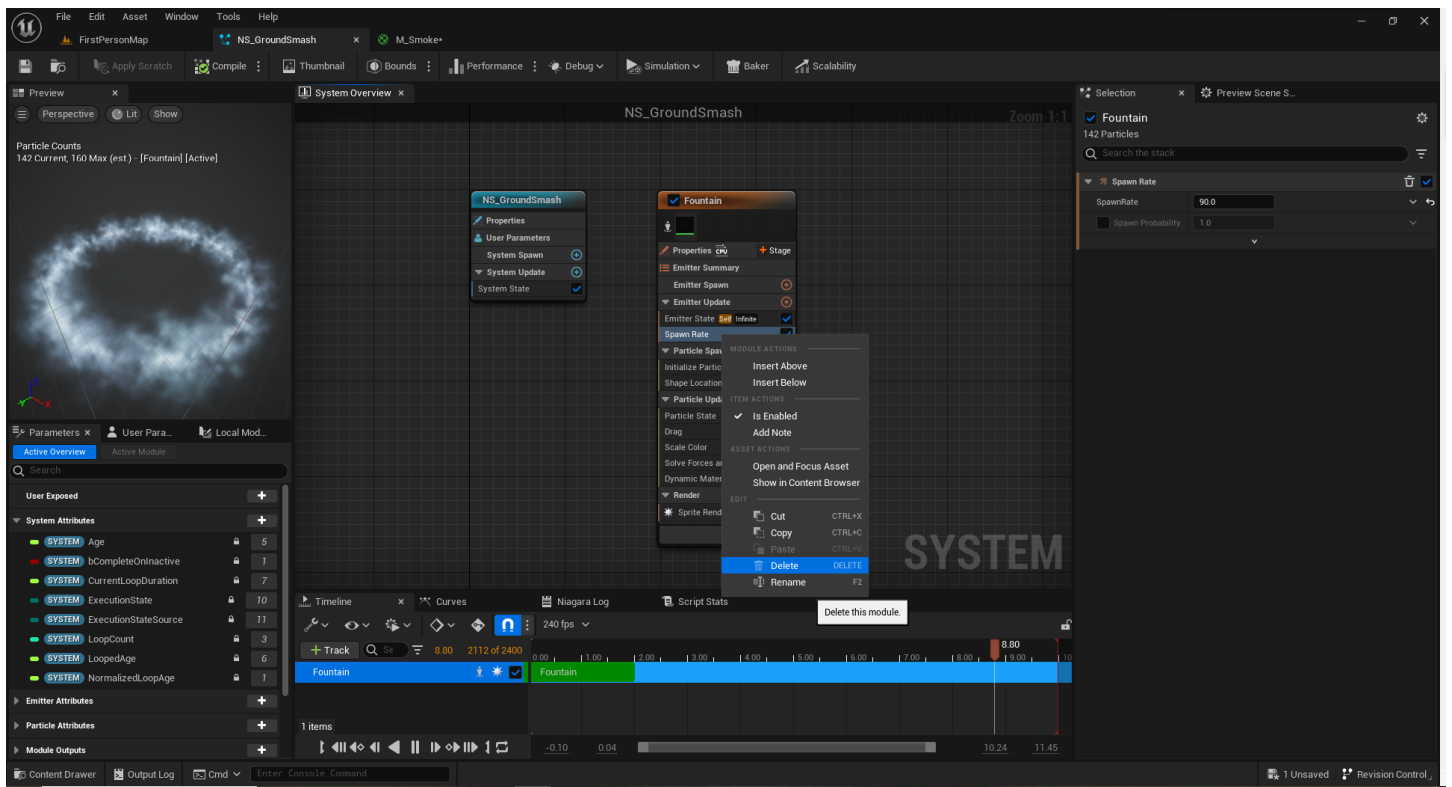 File Edit Asset Window Tools Help
FirstPersonMap NS_GroundSmash × M_Smoke•
Apply Scratch Compile Thumbnail Bounds Performance Debug Simulation Baker Scalability
Preview ×
Perspective Lit Show
Particle Counts
142 Current, 160 Max (est.) - [Fountain] [Active]
Z
Y X
Parameters × User Para... Local Mod...
Active Overview Active Module
Search
User Exposed
System Attributes
SYSTEM Age 5
SYSTEM bCompleteOnInactive 1
SYSTEM CurrentLoopDuration 7
SYSTEM ExecutionState 10
SYSTEM ExecutionStateSource 11
SYSTEM LoopCount 3
SYSTEM LoopedAge 6
SYSTEM NormalizedLoopAge 1
Emitter Attributes
Particle Attributes
Module Outputs
System Overview ×
NS_GroundSmash
Zoom 1:1
NS_GroundSmash
Properties
User Parameters
System Spawn
System Update
System State
Fountain
Properties CPU + Stage
Emitter Summary
Emitter Spawn
Emitter Update
Emitter State Self Infinite
Spawn Rate
Particle Spav
Initialize Partic
Shape Location
Particle Upda
Particle State
Drag
Scale Color
Solve Forces a
Dynamic Mater
Render
Sprite Rend
MODULE ACTIONS
Insert Above
Insert Below
ITEM ACTIONS
Is Enabled
Add Note
ASSET ACTIONS
Open and Focus Asset
Show in Content Browser
EDIT
Cut CTRL+X
Copy CTRL+C
Paste CTRL+V
Delete DELETE
Rename F2
Delete this module.
SYSTEM
Timeline × Curves Niagara Log Script Stats
240 fps
+ Track Se 8.80 2112 of 2400
8.80
0.00 1.00 2.00 3.00 4.00 5.00 6.00 7.00 8.00 9.00 10
Fountain Fountain
1 items
-0.10 0.04 10.24 11.45
Selection × Preview Scene S...
Fountain
142 Particles
Search the stack
Spawn Rate
SpawnRate 90.0
Spawn Probability 1.0
Content Drawer Output Log Cmd Enter Console Command 1 Unsaved Revision Control